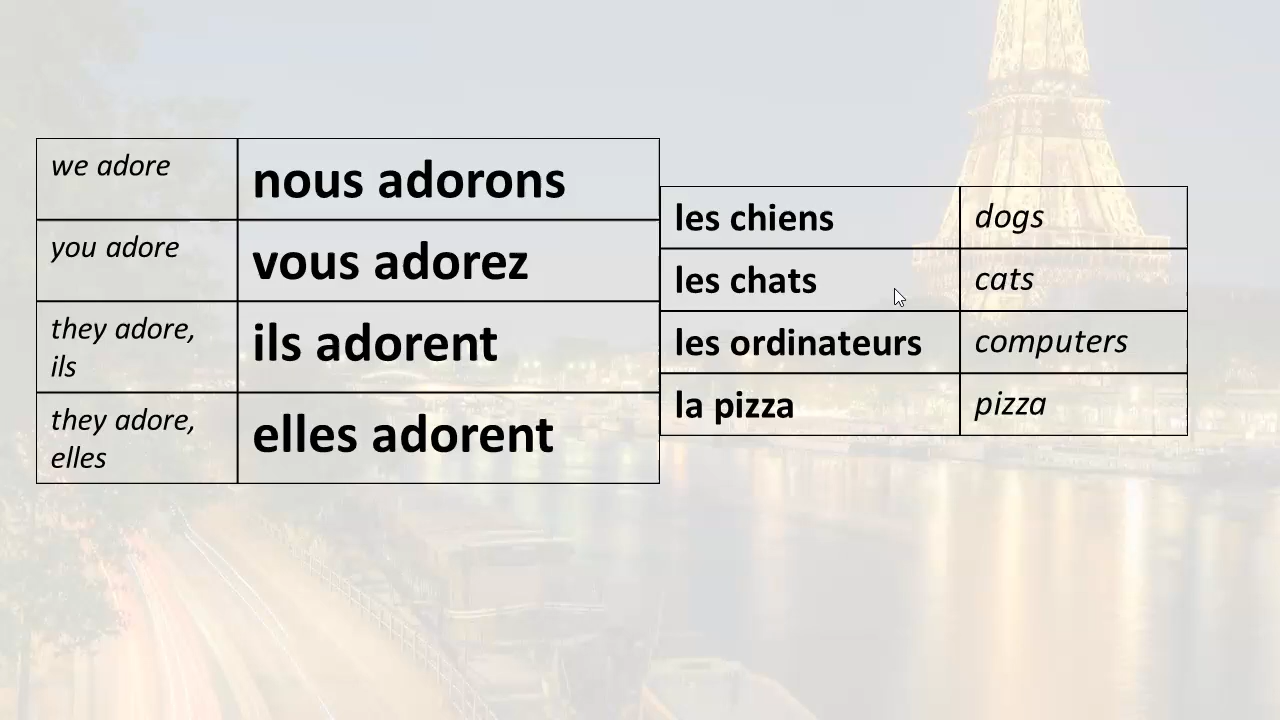 we adore
nous adorons
you adore
vous adorez
they adore,
ils
ils adorent
they adore,
elles
elles adorent
les chiens
dogs
les chats
cats
les ordinateurs
computers
la pizza
pizza